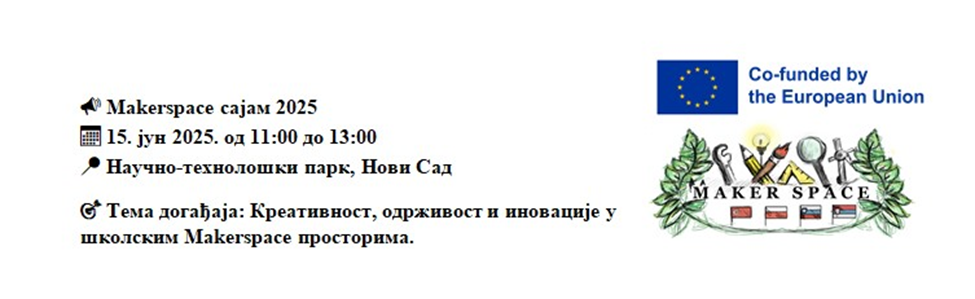 Makerspace сајам 2025
15. јун 2025. од 11:00 до 13:00
Научно-технолошки парк, Нови Сад
Тема догађаја: Креативност, одрживост и иновације у
школским Makerspace просторима.
Co-funded by
the European Union
MAKER SPACE